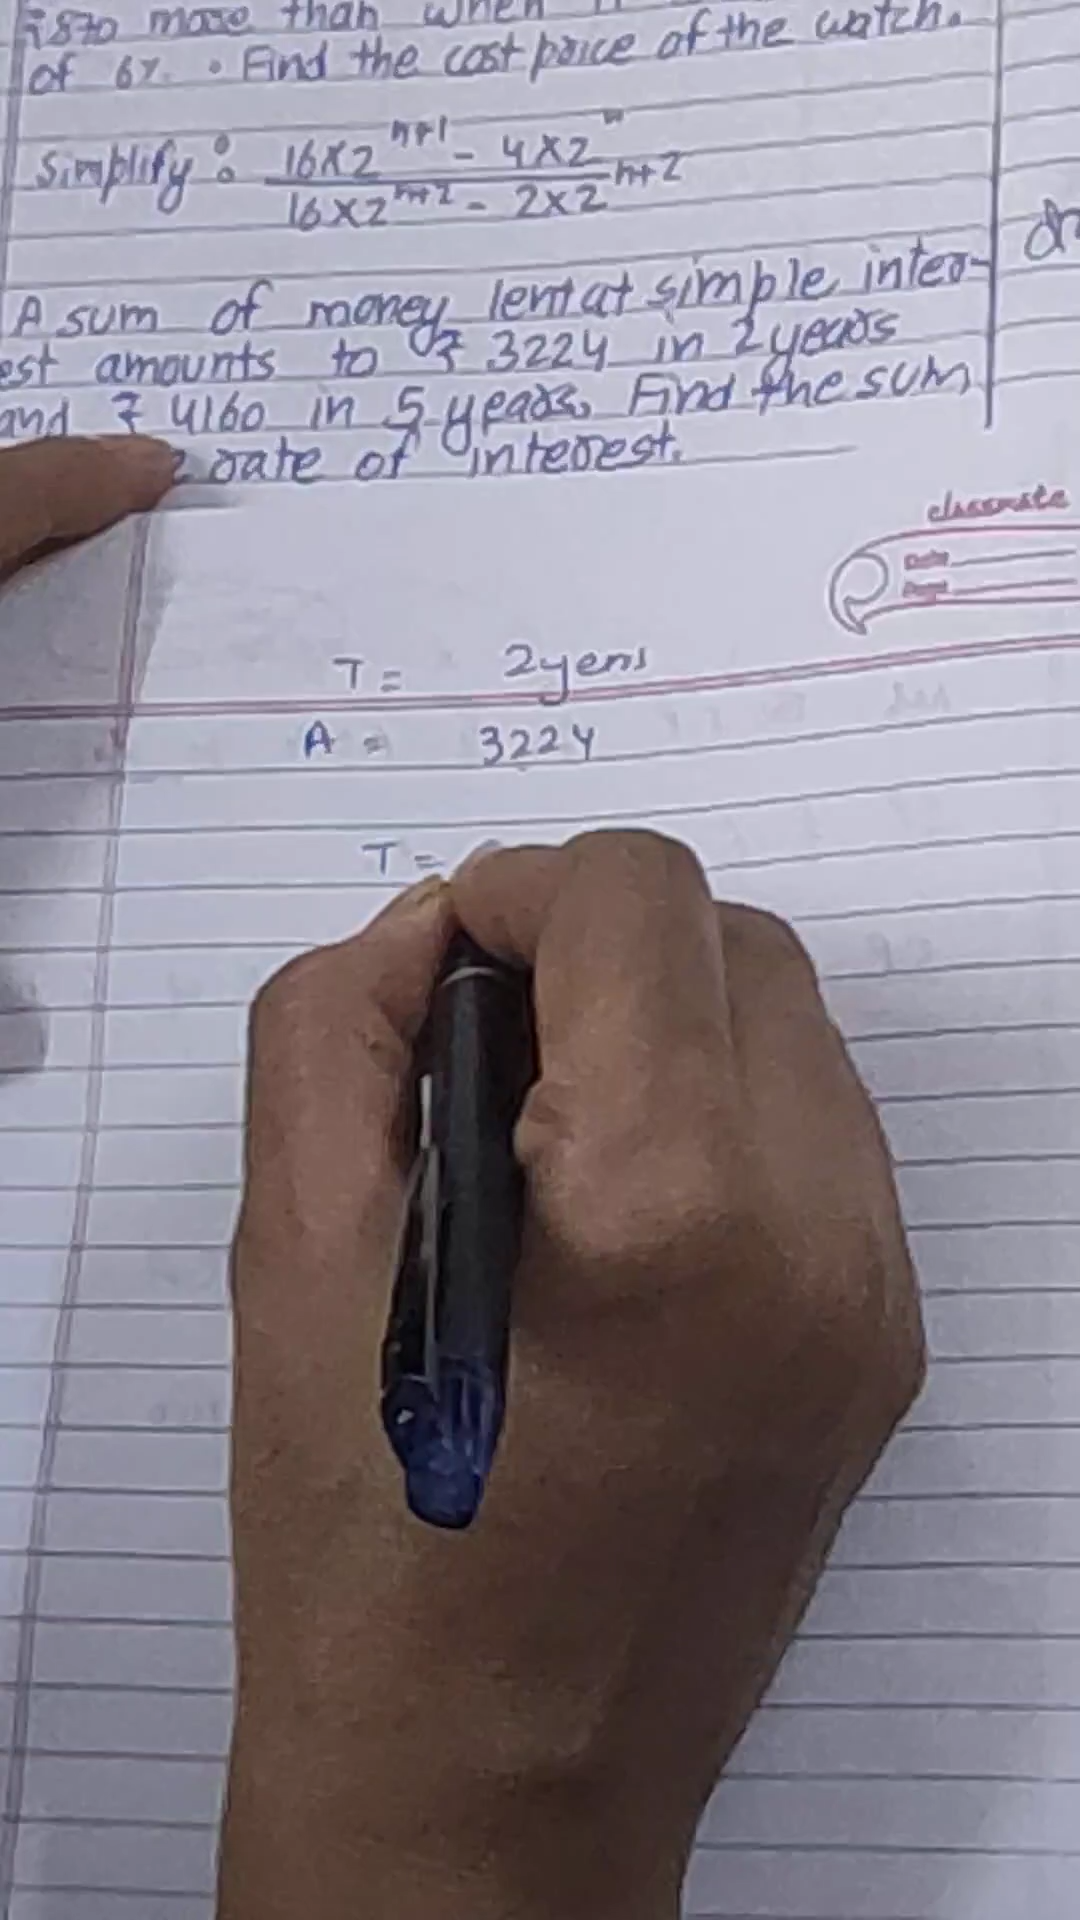 ₹870 more than when
of 6%. Find the cost price of the watch.
Simplify : 16×2^n+1 - 4×2^n
16×2^n+2 - 2×2^n+2
A sum of money lent at simple inter-
est amounts to ₹ 3224 in 2 years
and ₹ 4160 in 5 years. Find the sum
rate of interest.
classmate
Date
Page
T = 2years
A = 3224
T =